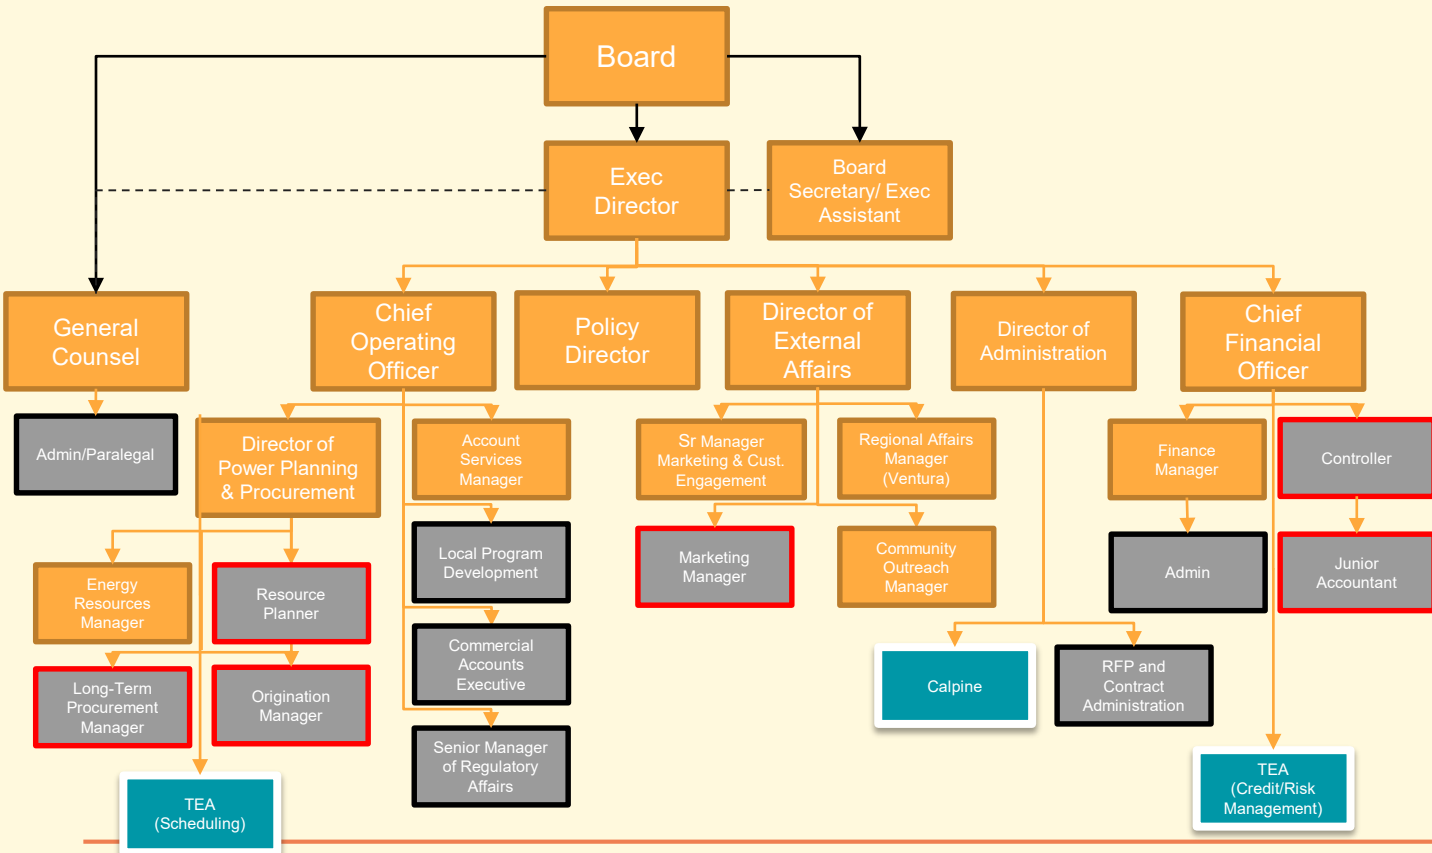 Board
Exec
Director
Board
Secretary/ Exec
Assistant
General
Counsel
Chief
Operating
Officer
Policy
Director
Director of
External
Affairs
Director of
Administration
Chief
Financial
Officer
Admin/Paralegal
Director of
Power Planning
& Procurement
Account
Services
Manager
Sr Manager
Marketing & Cust.
Engagement
Regional Affairs
Manager
(Ventura)
Finance
Manager
Controller
Energy
Resources
Manager
Resource
Planner
Local Program
Development
Marketing
Manager
Community
Outreach
Manager
Admin
Junior
Accountant
Long-Term
Procurement
Manager
Origination
Manager
Commercial
Accounts
Executive
Calpine
RFP and
Contract
Administration
Senior Manager
of Regulatory
Affairs
TEA
(Scheduling)
TEA
(Credit/Risk
Management)